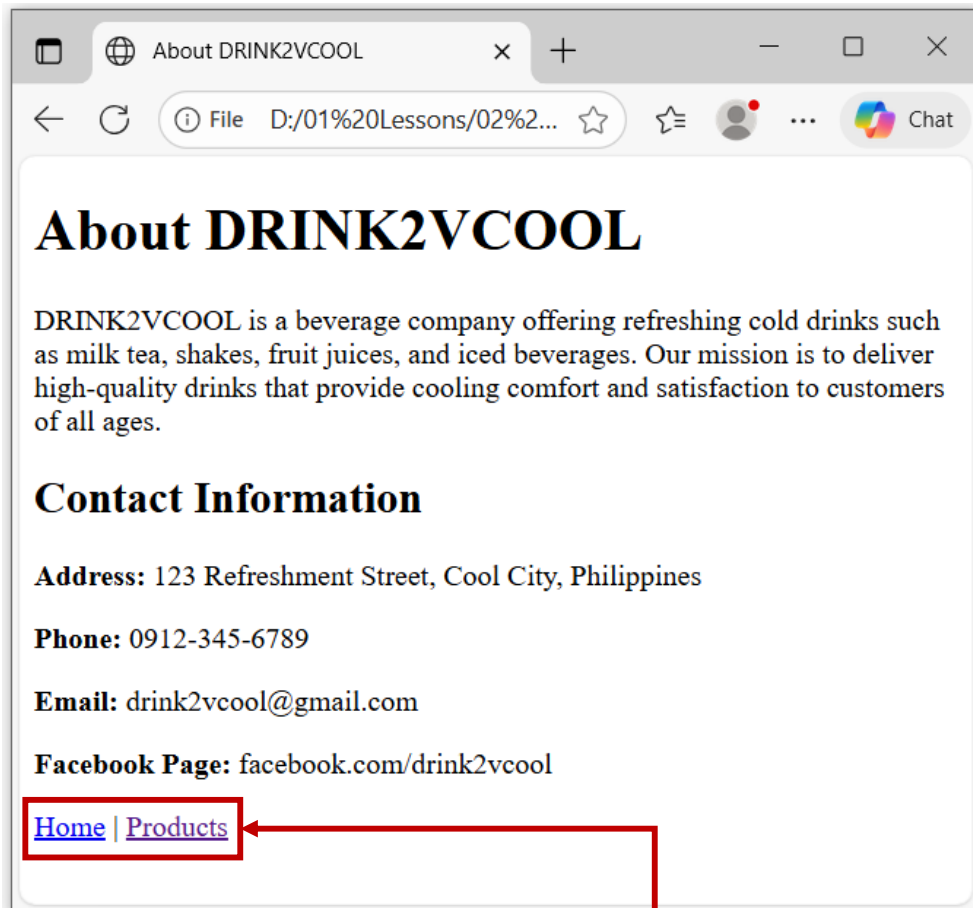 About DRINK2VCOOL
File D:/01%20Lessons/02%2...
Chat
About DRINK2VCOOL
DRINK2VCOOL is a beverage company offering refreshing cold drinks such
as milk tea, shakes, fruit juices, and iced beverages. Our mission is to deliver
high-quality drinks that provide cooling comfort and satisfaction to customers
of all ages.
Contact Information
Address: 123 Refreshment Street, Cool City, Philippines
Phone: 0912-345-6789
Email: drink2vcool@gmail.com
Facebook Page: facebook.com/drink2vcool
Home | Products